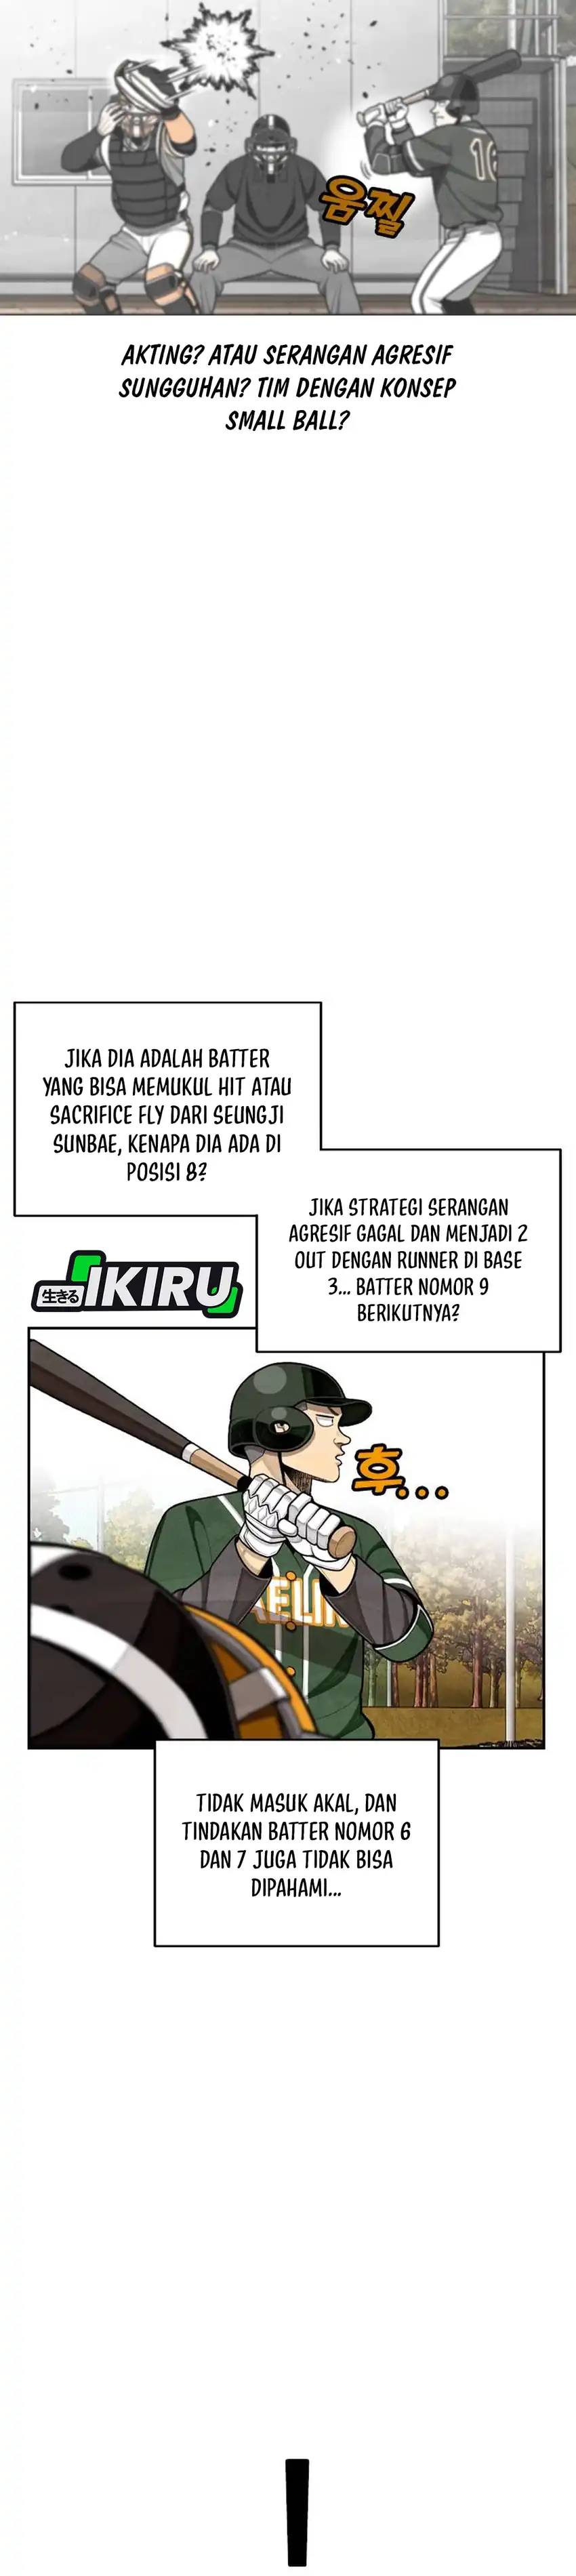 16
움찔
AKTING? ATAU SERANGAN AGRESIF
SUNGGUHAN? TIM DENGAN KONSEP
SMALL BALL?
JIKA DIA ADALAH BATTER
YANG BISA MEMUKUL HIT ATAU
SACRIFICE FLY DARI SEUNGJI
SUNBAE, KENAPA DIA ADA DI
POSISI 8?
JIKA STRATEGI SERANGAN
AGRESIF GAGAL DAN MENJADI 2
OUT DENGAN RUNNER DI BASE
3... BATTER NOMOR 9
BERIKUTNYA?
生きる IKIRU
후...
TIDAK MASUK AKAL, DAN
TINDAKAN BATTER NOMOR 6
DAN 7 JUGA TIDAK BISA
DIPAHAMI...